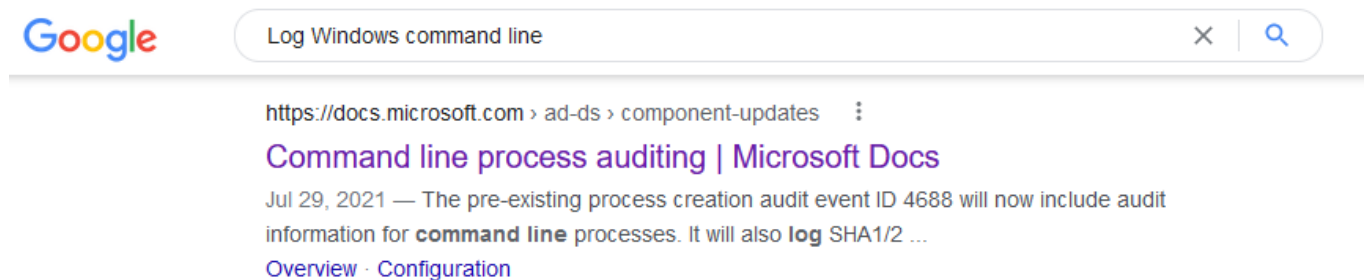 Google
Log Windows command line
https://docs.microsoft.com › ad-ds › component-updates
Command line process auditing | Microsoft Docs
Jul 29, 2021 — The pre-existing process creation audit event ID 4688 will now include audit
information for command line processes. It will also log SHA1/2 ...
Overview · Configuration